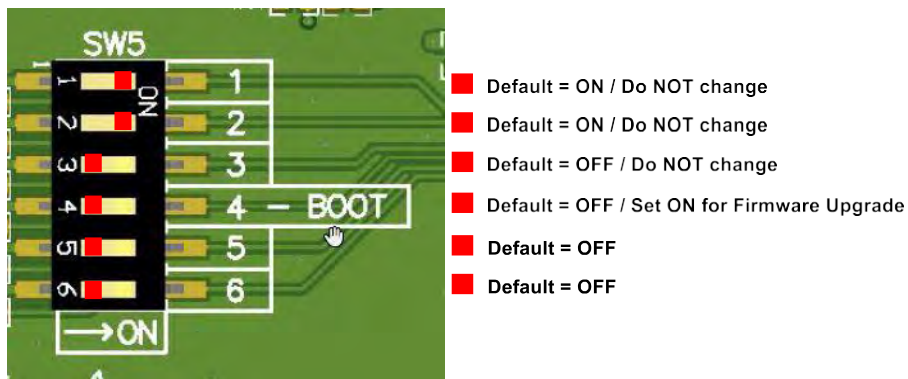 SW5
1
ON
1
1
Default = ON / Do NOT change
2
2
Default = ON / Do NOT change
3
3
Default = OFF / Do NOT change
4
4 – BOOT
Default = OFF / Set ON for Firmware Upgrade
5
5
Default = OFF
6
6
Default = OFF
→ON